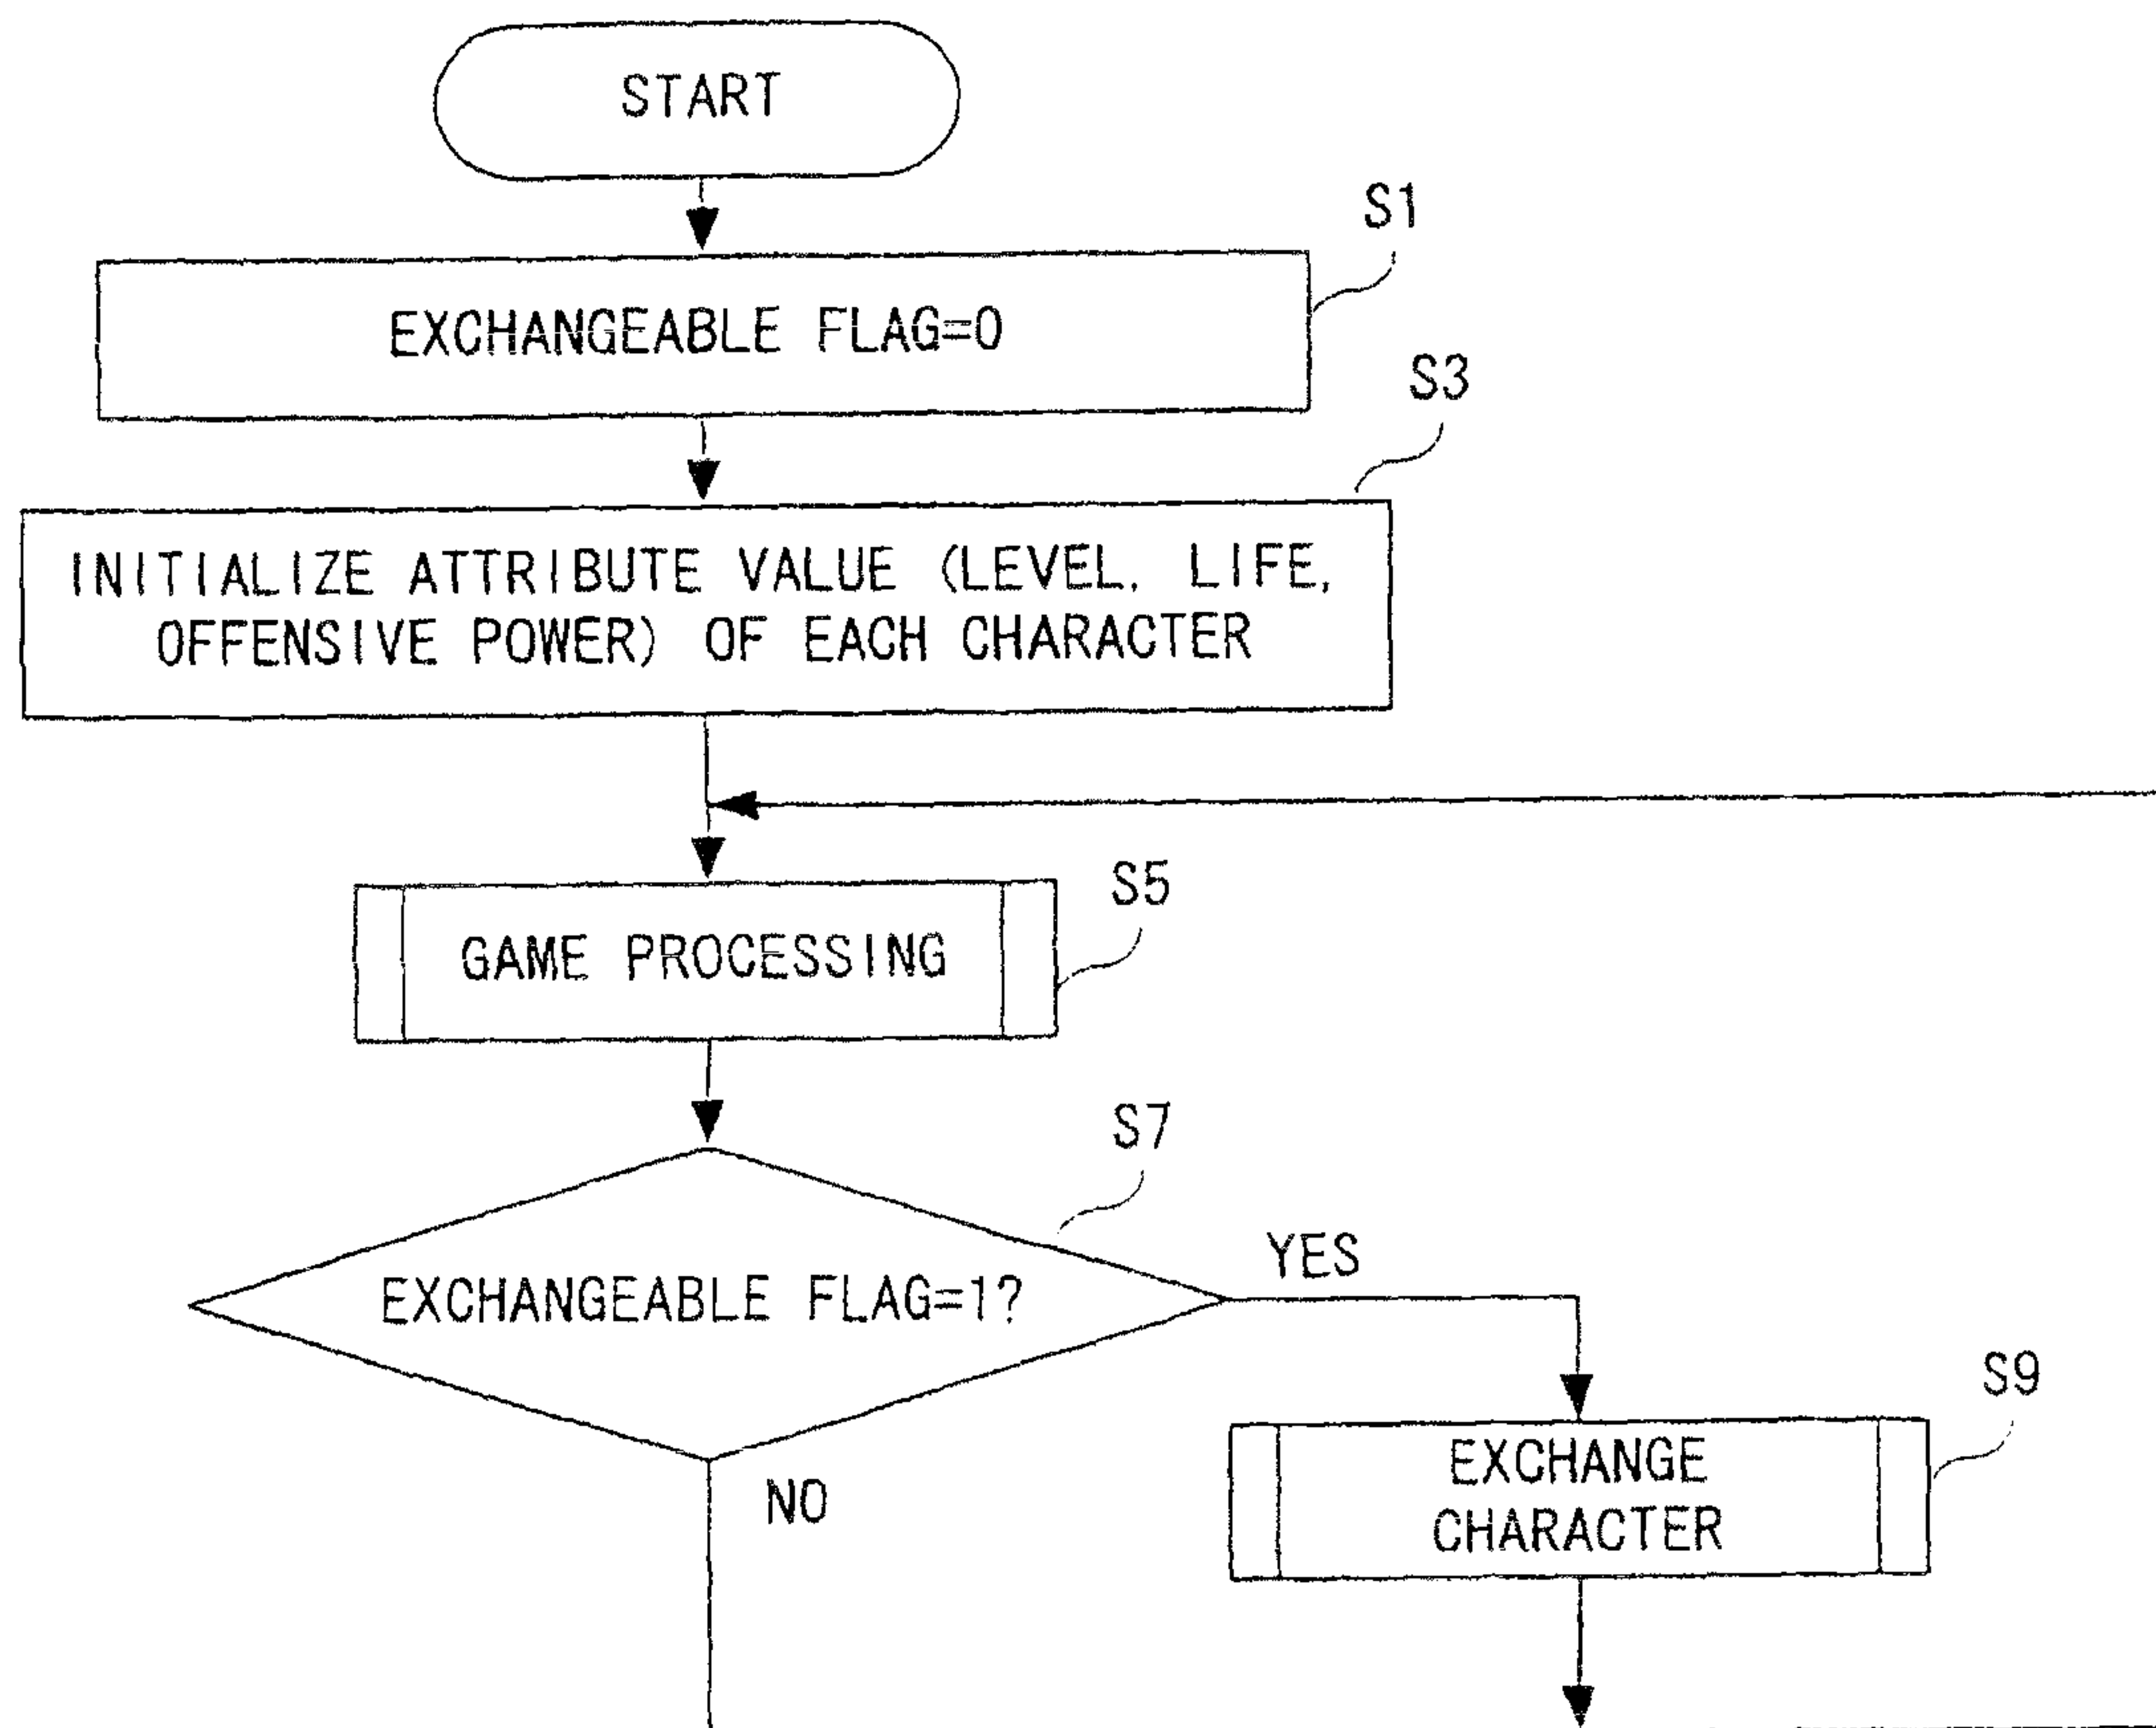 START
S1
EXCHANGEABLE FLAG=0
S3
INITIALIZE ATTRIBUTE VALUE (LEVEL, LIFE,
OFFENSIVE POWER) OF EACH CHARACTER
S5
GAME PROCESSING
S7
EXCHANGEABLE FLAG=1?
YES
S9
EXCHANGE
CHARACTER
NO